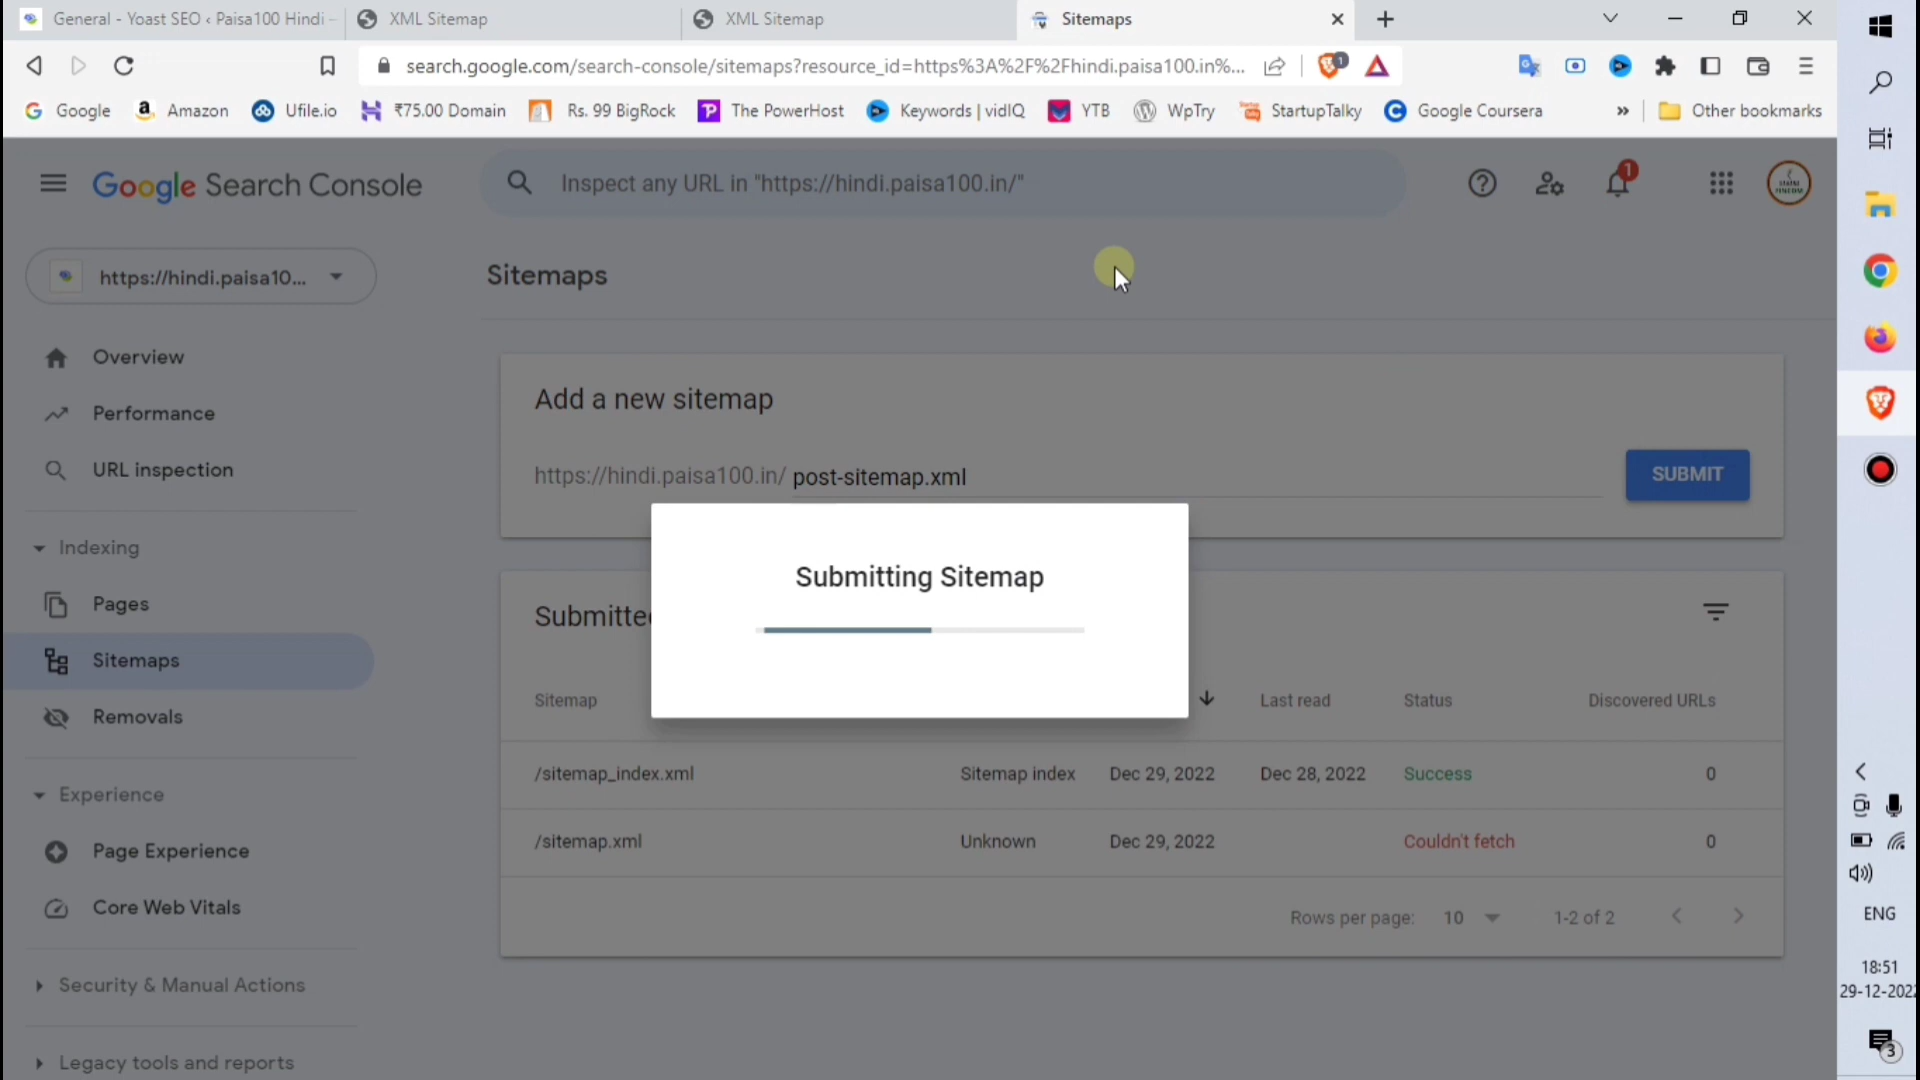 General - Yoast SEO ‹ Paisa100 Hindi -
XML Sitemap
XML Sitemap
Sitemaps
search.google.com/search-console/sitemaps?resource_id=https%3A%2F%2Fhindi.paisa100.in%...
1
Google
Amazon
Ufile.io
₹75.00 Domain
Rs. 99 BigRock
The PowerHost
Keywords | vidIQ
YTB
WpTry
StartupTalky
Google Coursera
»
Other bookmarks
Google Search Console
Inspect any URL in "https://hindi.paisa100.in/"
1
https://hindi.paisa10...
Sitemaps
Overview
Performance
URL inspection
Indexing
Pages
Sitemaps
Removals
Experience
Page Experience
Core Web Vitals
Security & Manual Actions
Legacy tools and reports
Add a new sitemap
https://hindi.paisa100.in/ post-sitemap.xml
SUBMIT
Submitting Sitemap
Submitte
Sitemap
Last read
Status
Discovered URLs
/sitemap_index.xml
Sitemap index
Dec 29, 2022
Dec 28, 2022
Success
0
/sitemap.xml
Unknown
Dec 29, 2022
Couldn't fetch
0
Rows per page: 10
1-2 of 2
ENG
18:51
29-12-202
3